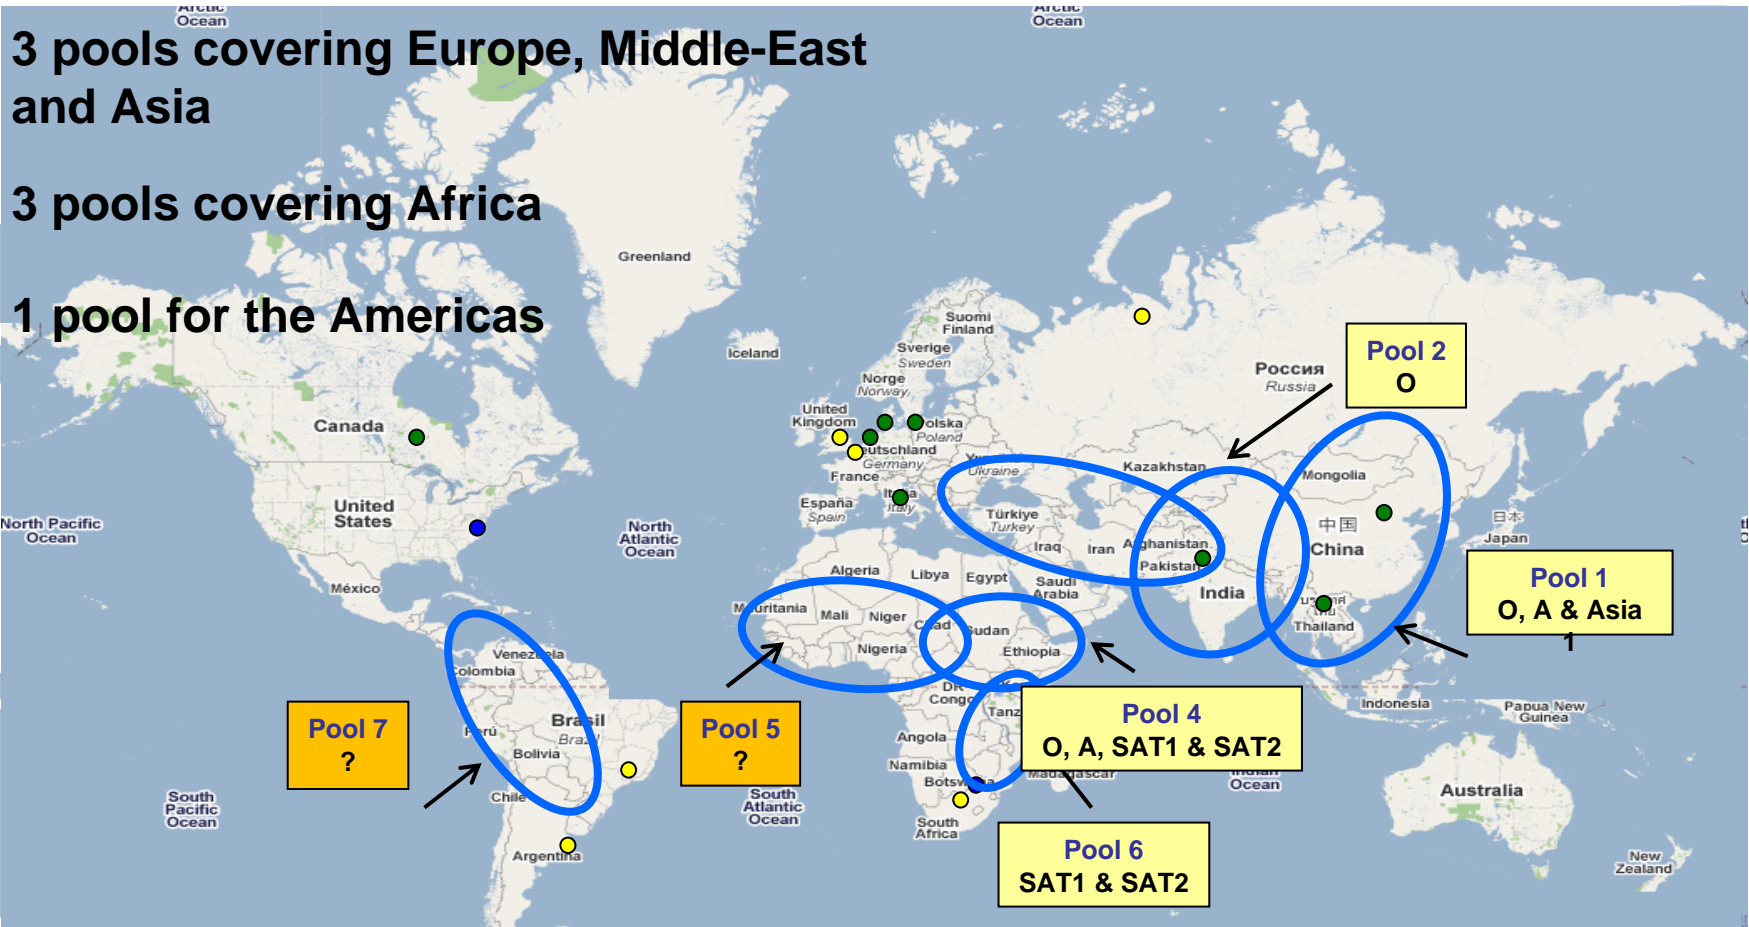 Arctic
Ocean
Arctic
Ocean
3 pools covering Europe, Middle-East
and Asia
3 pools covering Africa
1 pool for the Americas
Greenland
Iceland
Suomi
Finland
Sverige
Sweden
Norge
Norway
Россия
Russia
Pool 2
O
United
Kingdom
Polska
Poland
Deutschland
Germany
France
Ukraine
Kazakhstan
Mongolia
Canada
United
States
North Pacific
Ocean
North
Atlantic
Ocean
España
Spain
Italia
Italy
Türkiye
Turkey
Iraq
Iran
Afghanistan
Pakistan
中国
China
日本
Japan
India
Thailand
Pool 1
O, A & Asia
1
México
Algeria
Libya
Egypt
Saudi
Arabia
Mauritania
Mali
Niger
Chad
Sudan
Nigeria
Ethiopia
Venezuela
Colombia
DR
Congo
Tanz
Angola
Namibia
Botswana
Madagascar
South
Africa
Indonesia
Papua New
Guinea
Perú
Brasil
Brazil
Bolivia
Chile
Argentina
Pool 7
?
Pool 5
?
Pool 4
O, A, SAT1 & SAT2
Pool 6
SAT1 & SAT2
South
Pacific
Ocean
South
Atlantic
Ocean
Indian
Ocean
Australia
New
Zealand